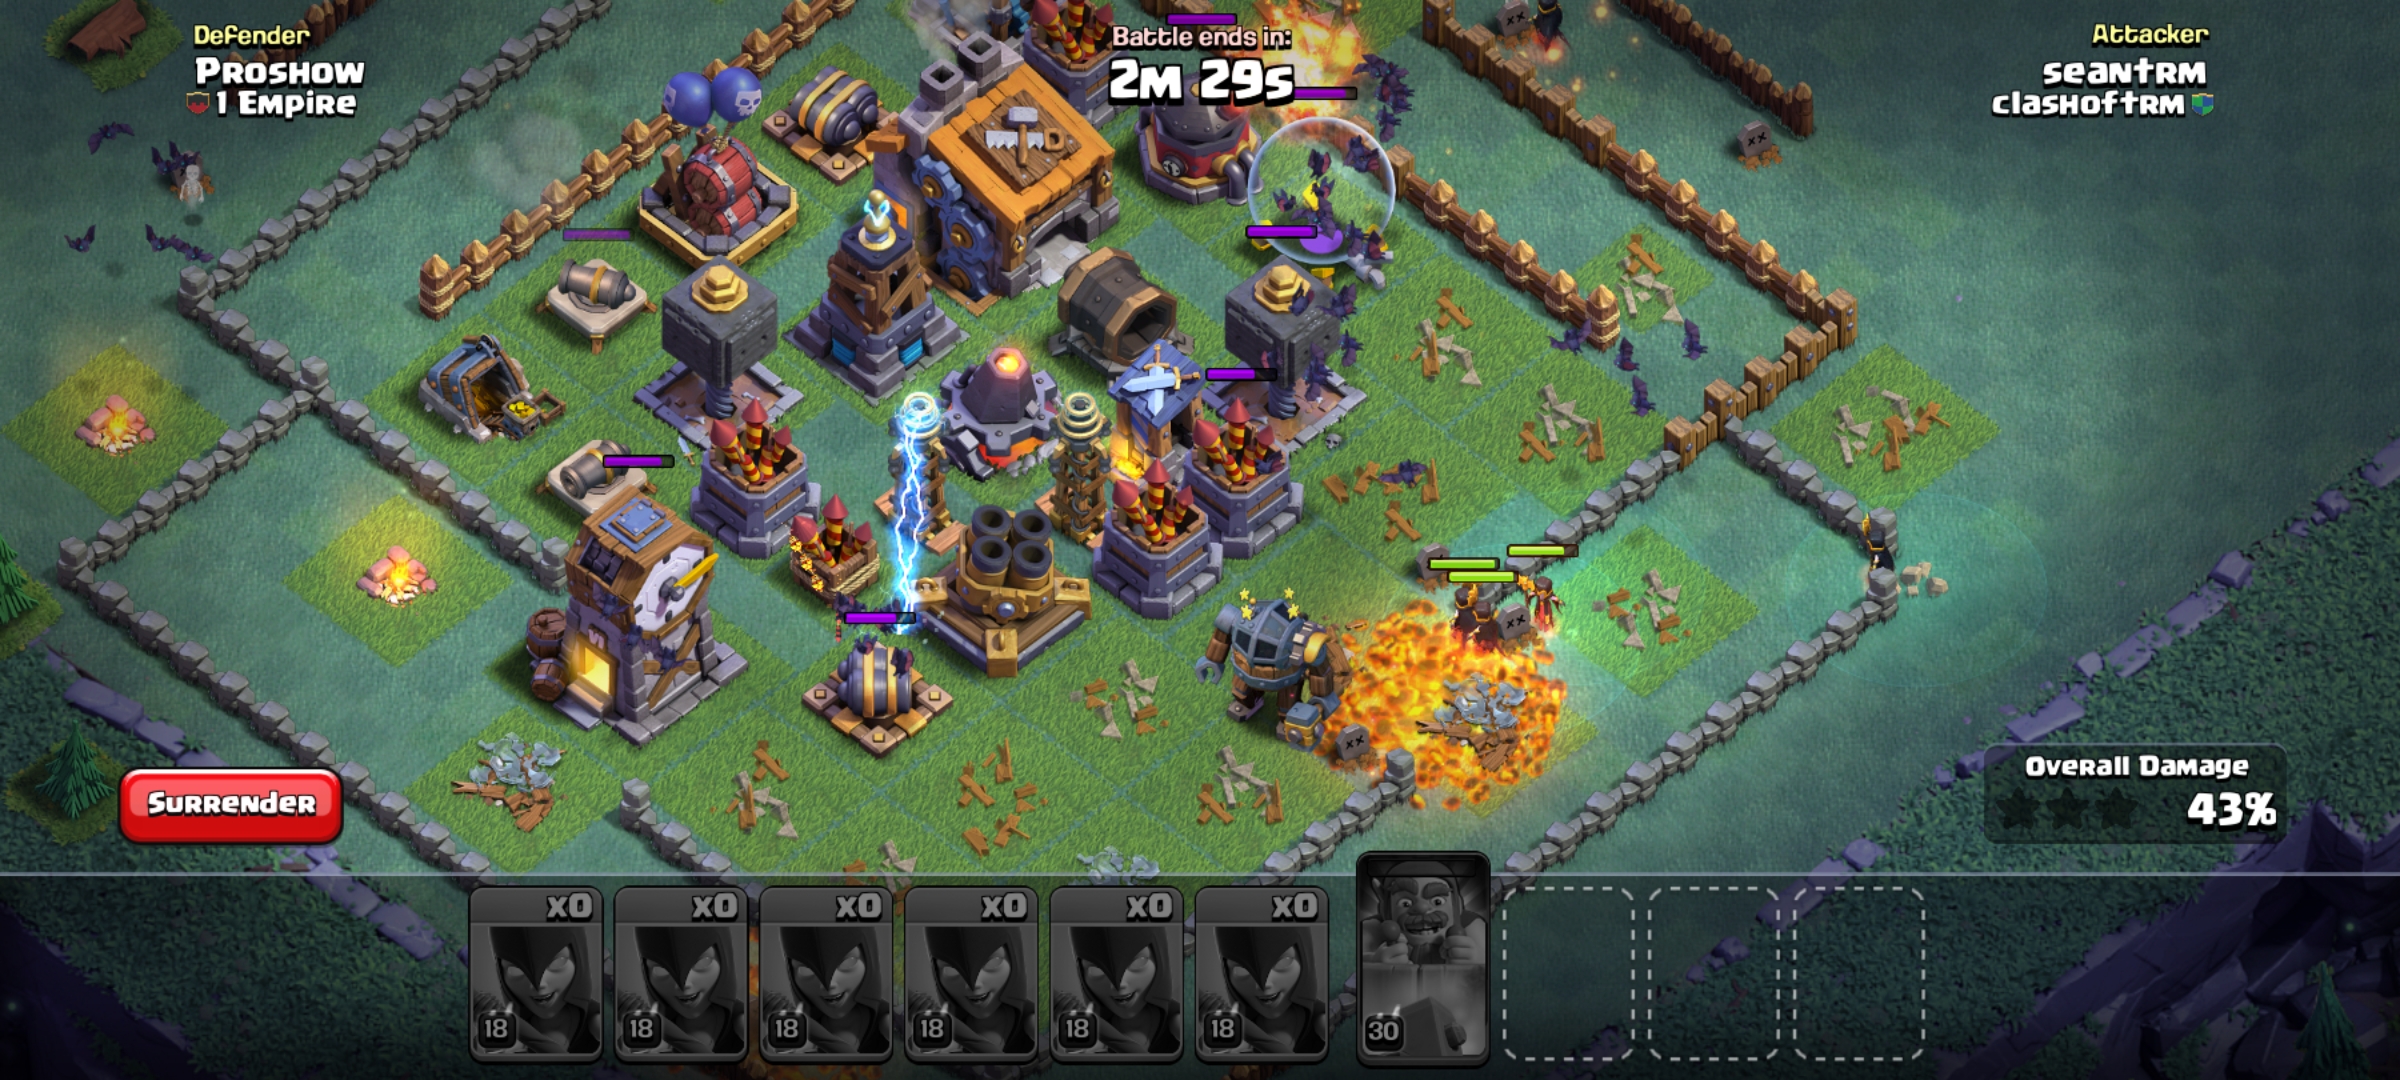 Defender
Proshow
1 Empire
Battle ends in:
2M 29s
Attacker
seantRM
clashoftRM
Surrender
Overall Damage
43%
x0
x0
x0
x0
x0
x0
18
18
18
18
18
18
30